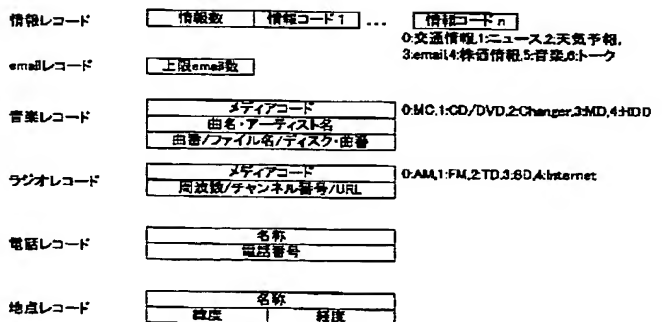 情報レコード 情報数 情報コード1 ... 情報コードn
0:交通情報,1:ニュース,2:天気予報,
3:email,4:株価情報,5:音楽,6:トーク
emailレコード 上限email数
音楽レコード メディアコード 0:MC,1:CD/DVD,2:Changer,3:MD,4:HDD
曲名・アーティスト名
曲番/ファイル名/ディスク・曲番
ラジオレコード メディアコード 0:AM,1:FM,2:TD,3:SD,4:Internet
周波数/チャンネル番号/URL
電話レコード 名称
電話番号
地点レコード 名称
緯度 経度